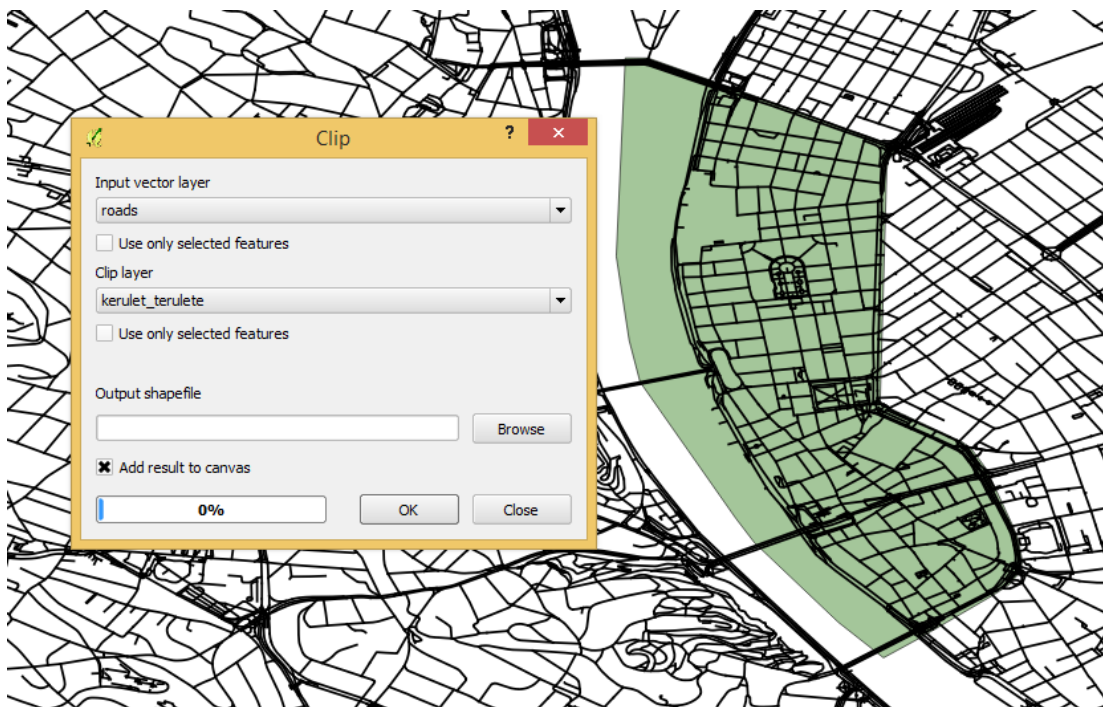 Clip
?
Input vector layer
roads
Use only selected features
Clip layer
kerulet_terulete
Use only selected features
Output shapefile
Browse
Add result to canvas
0%
OK
Close